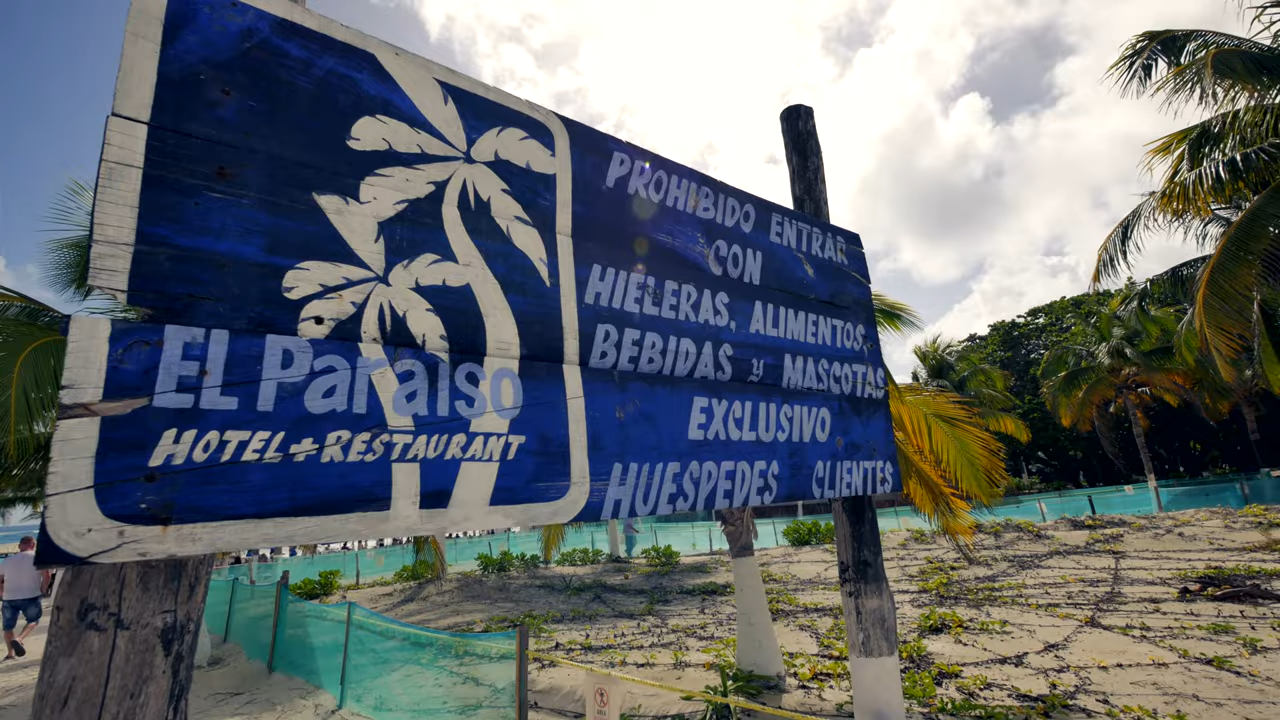 EL Paraiso
HOTEL+RESTAURANT
PROHIBIDO ENTRAR
CON
HIELERAS, ALIMENTOS,
BEBIDAS y MASCOTAS
EXCLUSIVO
HUESPEDES CLIENTES